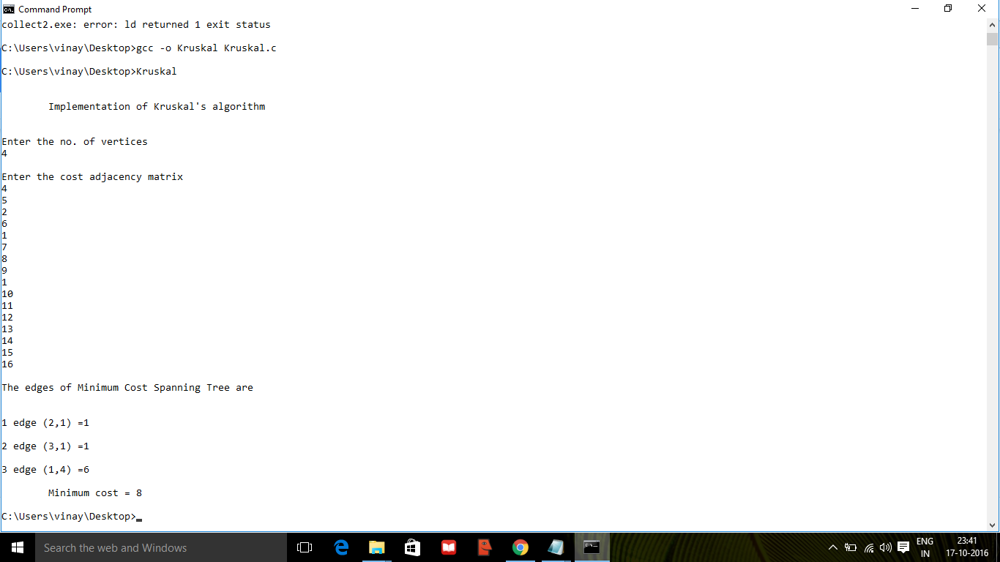 Command Prompt
collect2.exe: error: ld returned 1 exit status
C:\Users\vinay\Desktop>gcc -o Kruskal Kruskal.c
C:\Users\vinay\Desktop>Kruskal
Implementation of Kruskal's algorithm
Enter the no. of vertices
4
Enter the cost adjacency matrix
4
5
2
6
1
7
8
9
1
10
11
12
13
14
15
16
The edges of Minimum Cost Spanning Tree are
1 edge (2,1) =1
2 edge (3,1) =1
3 edge (1,4) =6
Minimum cost = 8
C:\Users\vinay\Desktop>
Search the web and Windows
ENG
IN
23:41
17-10-2016